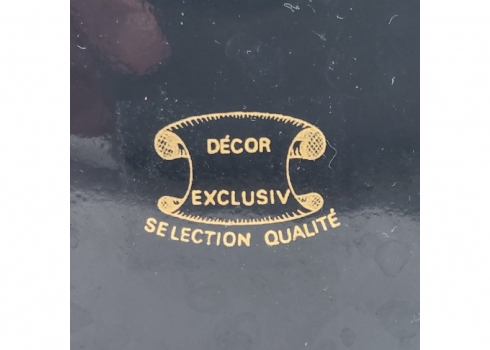 DÉCOR
EXCLUSIV
SELECTION QUALITÉ